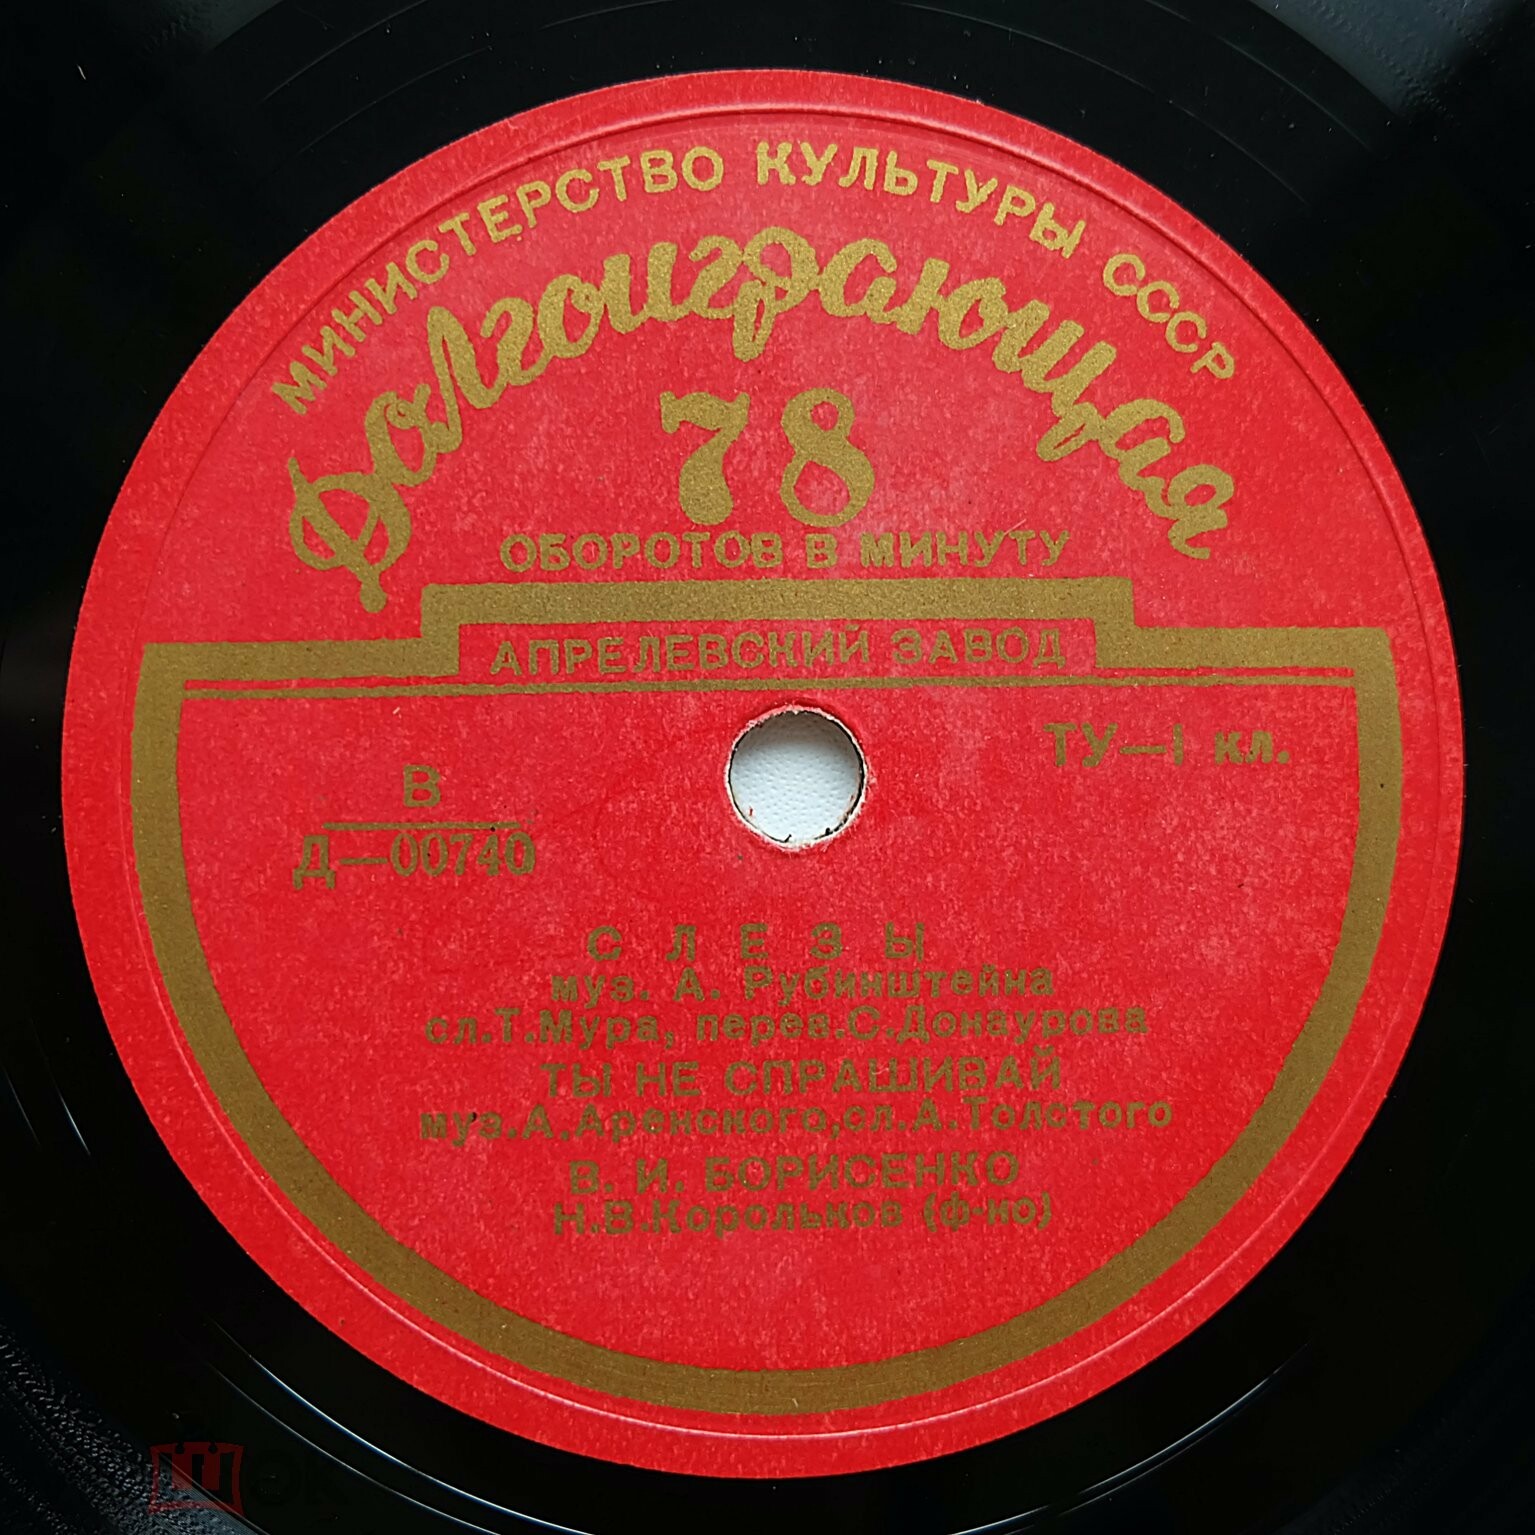 МИНИСТЕРСТВО КУЛЬТУРЫ СССР
Долгоиграющая
78
ОБОРОТОВ В МИНУТУ
АПРЕЛЕВСКИЙ ЗАВОД
ТУ—I кл.
В
Д—00740
СЛЕЗЫ
муз. А. Рубинштейна
сл.Т.Мура, перев.С.Донаурова
ТЫ НЕ СПРАШИВАЙ
муз.А.Аренского,сл.А.Толстого
В. И. БОРИСЕНКО
Н.В.Корольков (ф-но)